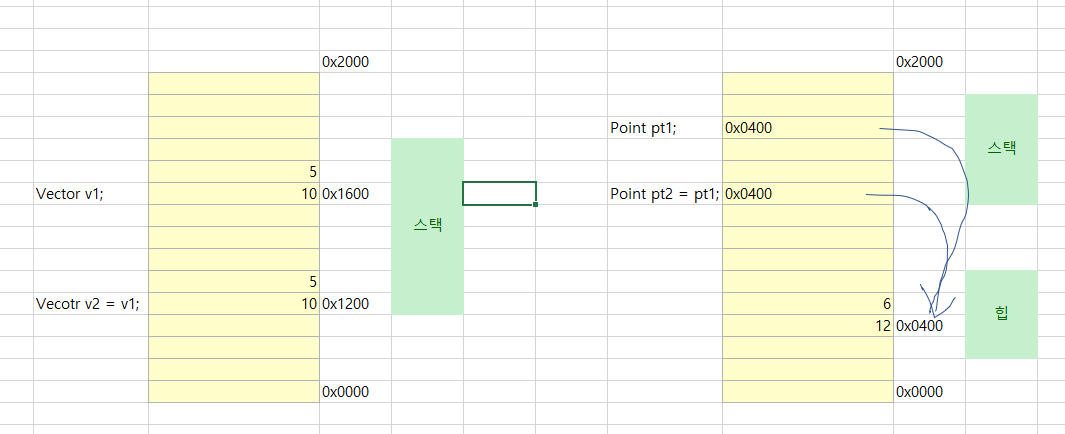 0x2000
5
Vector v1; 10 0x1600
스택
5
Vecotr v2 = v1; 10 0x1200
0x0000
0x2000
Point pt1; 0x0400
스택
Point pt2 = pt1; 0x0400
6
힙
12 0x0400
0x0000